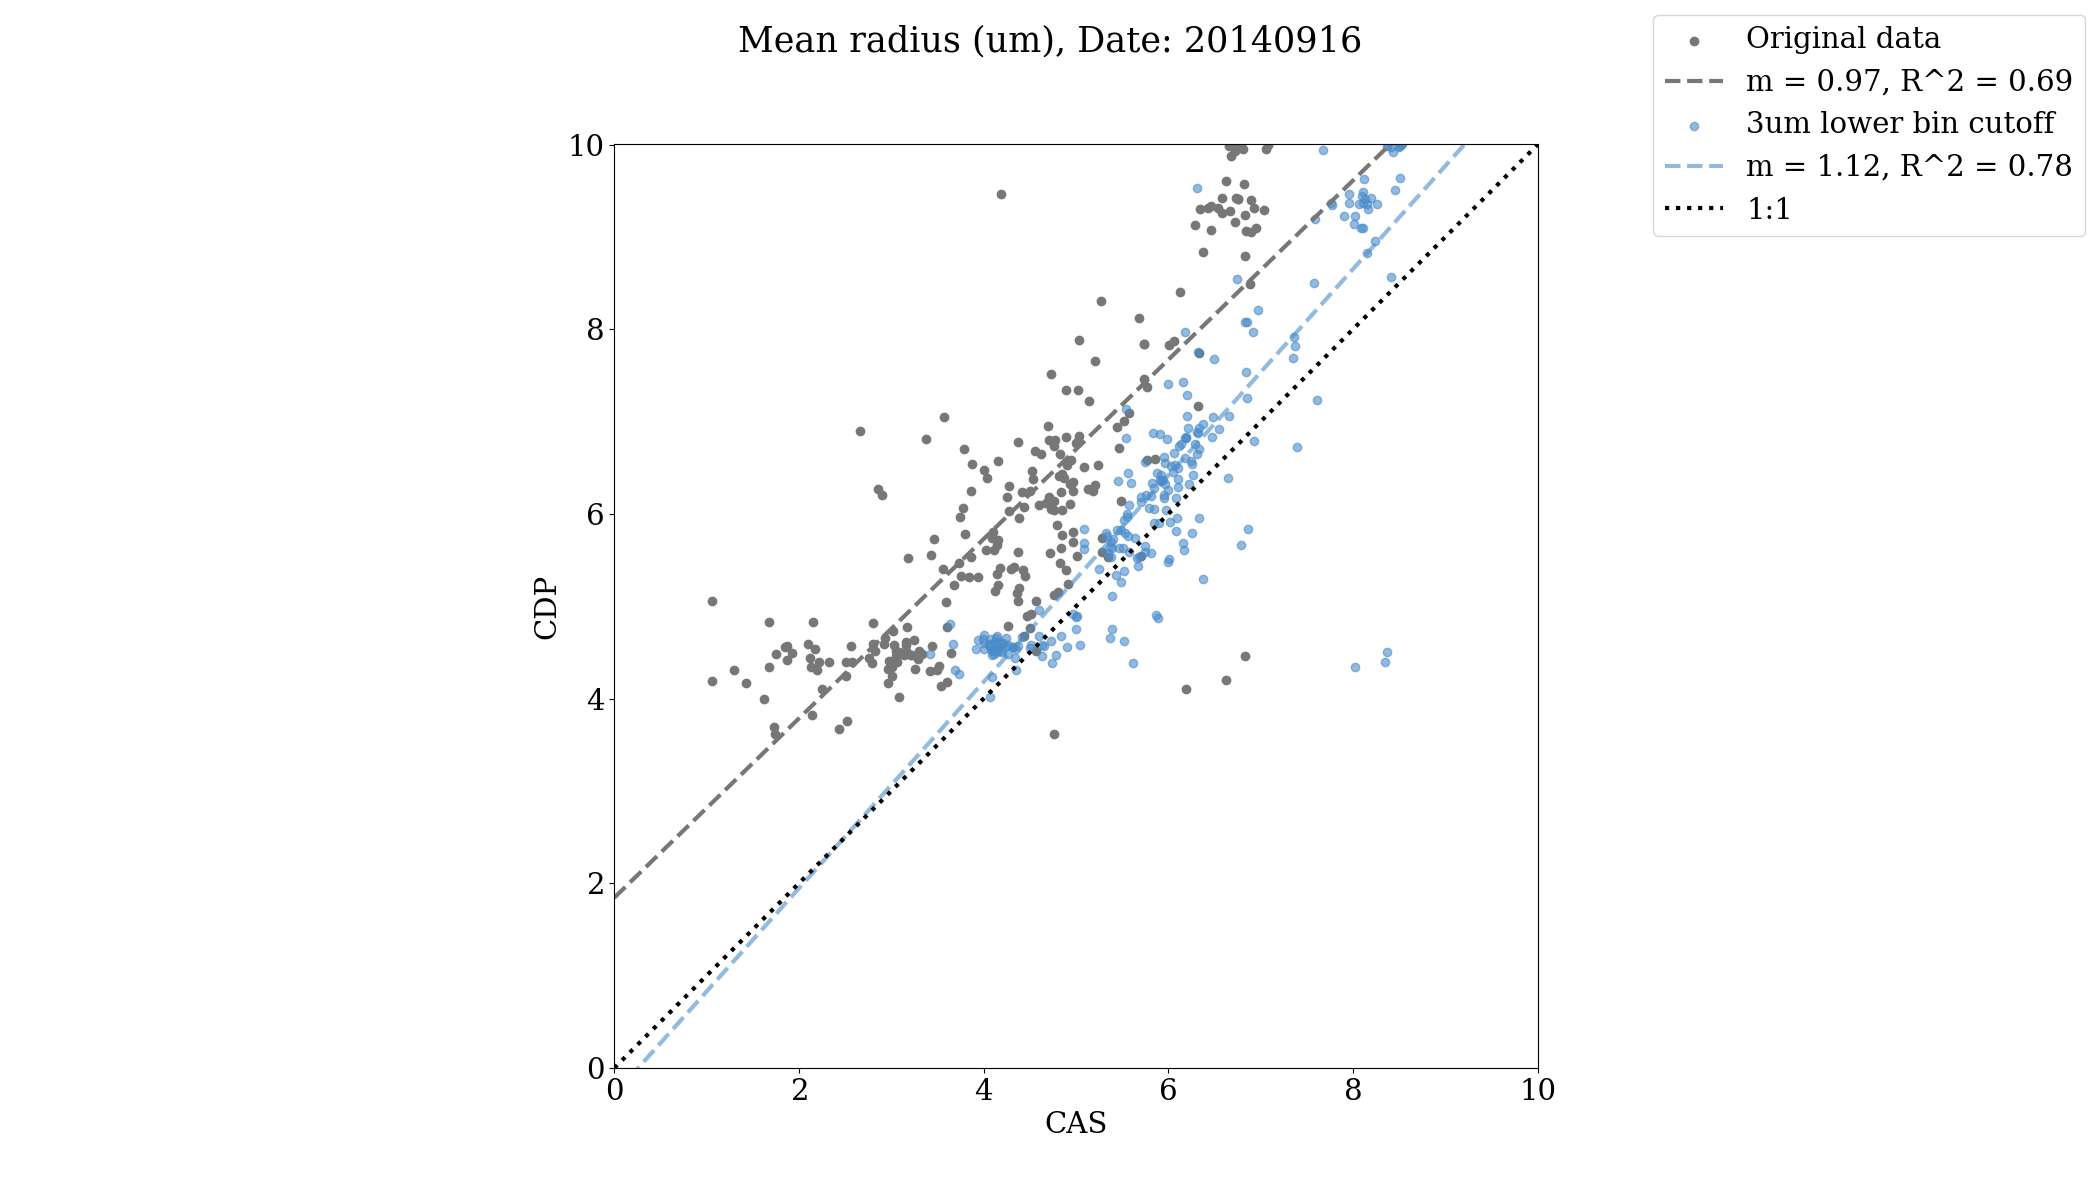 Mean radius (um), Date: 20140916
Original data
m = 0.97, R^2 = 0.69
3um lower bin cutoff
m = 1.12, R^2 = 0.78
1:1
10
8
6
4
2
0
CDP
0 2 4 6 8 10
CAS